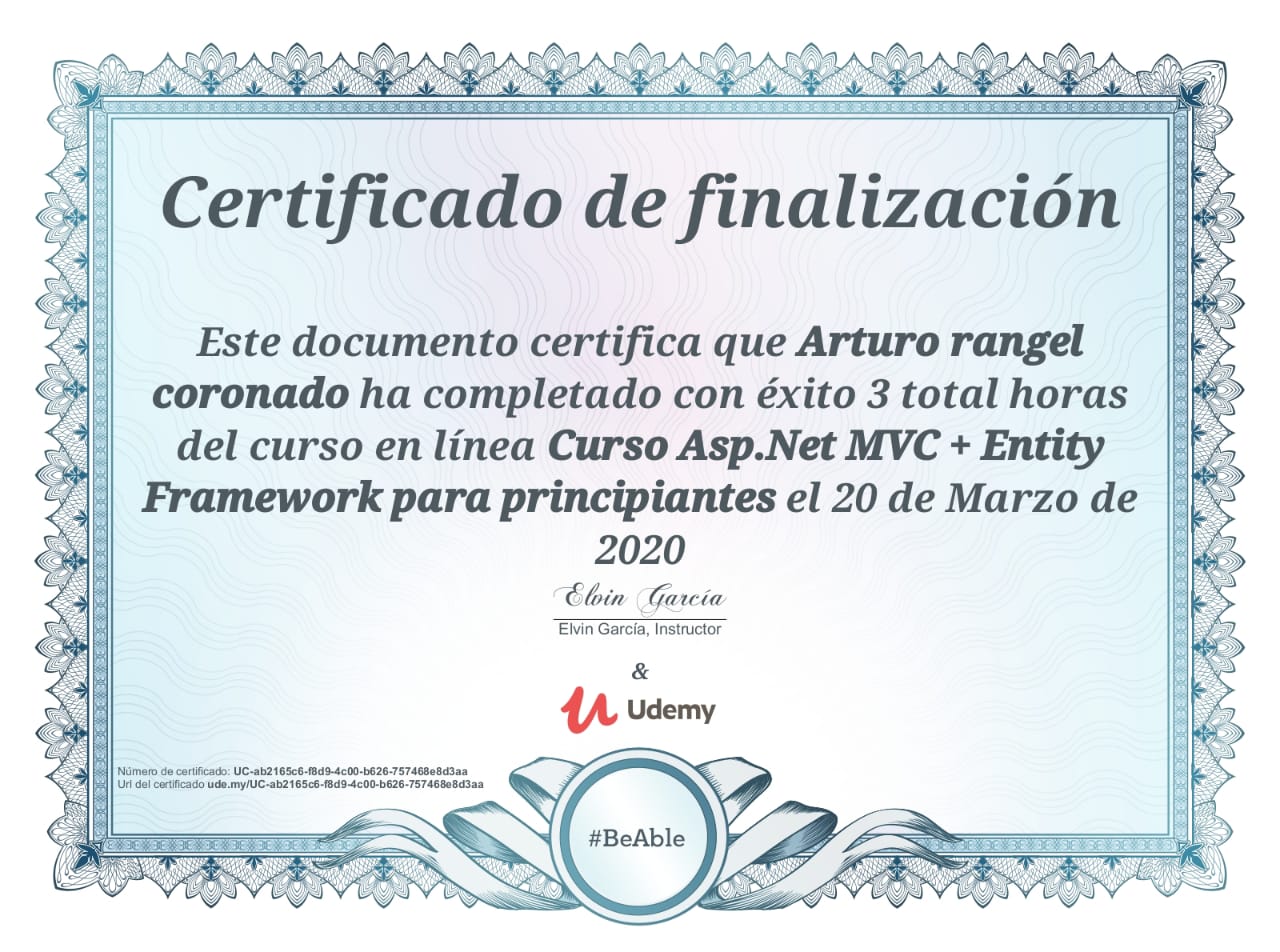 Certificado de finalización
Este documento certifica que Arturo rangel
coronado ha completado con éxito 3 total horas
del curso en línea Curso Asp.Net MVC + Entity
Framework para principiantes el 20 de Marzo de
2020
Elvin García
Elvin García, Instructor
&
Udemy
Número de certificado: UC-ab2165c6-f8d9-4c00-b626-757468e8d3aa
Url del certificado ude.my/UC-ab2165c6-f8d9-4c00-b626-757468e8d3aa
#BeAble